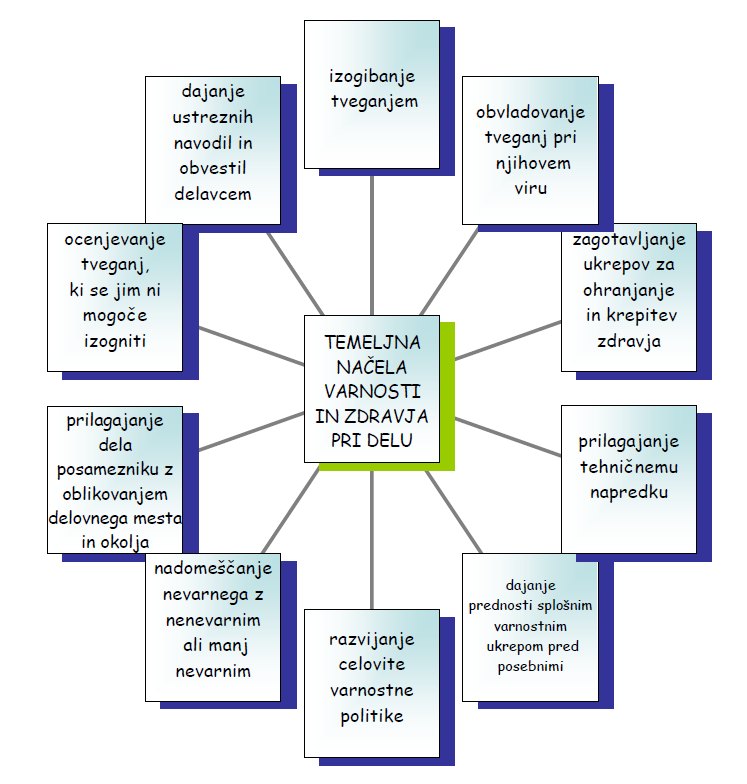 izogibanje
tveganjem
obvladovanje
tveganj pri
njihovem
viru
zagotavljanje
ukrepov za
ohranjanje
in krepitev
zdravja
prilagajanje
tehničnemu
napredku
dajanje
prednosti splošnim
varnostnim
ukrepom pred
posebnimi
razvijanje
celovite
varnostne
politike
nadomeščanje
nevarnega z
nenevarnim
ali manj
nevarnim
prilagajanje
dela
posamezniku z
oblikovanjem
delovnega mesta
in okolja
ocenjevanje
tveganj,
ki se jim ni
mogoče
izogniti
dajanje
ustreznih
navodil in
obvestil
delavcem
TEMELJNA
NAČELA
VARNOSTI
IN ZDRAVJA
PRI DELU